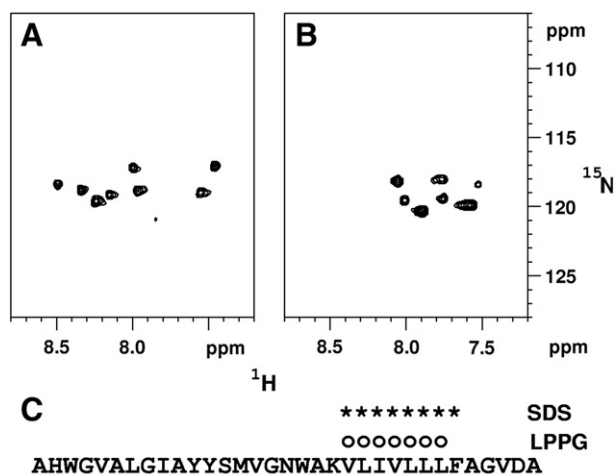 A
8.5 8.0 ppm
B
ppm
110
115
15N
120
125
8.5 8.0 7.5 ppm
1H
C
******** SDS
ooooooo LPPG
AHWGVALGIAYYSMVGNWAKVLIVLLLFAGVDA